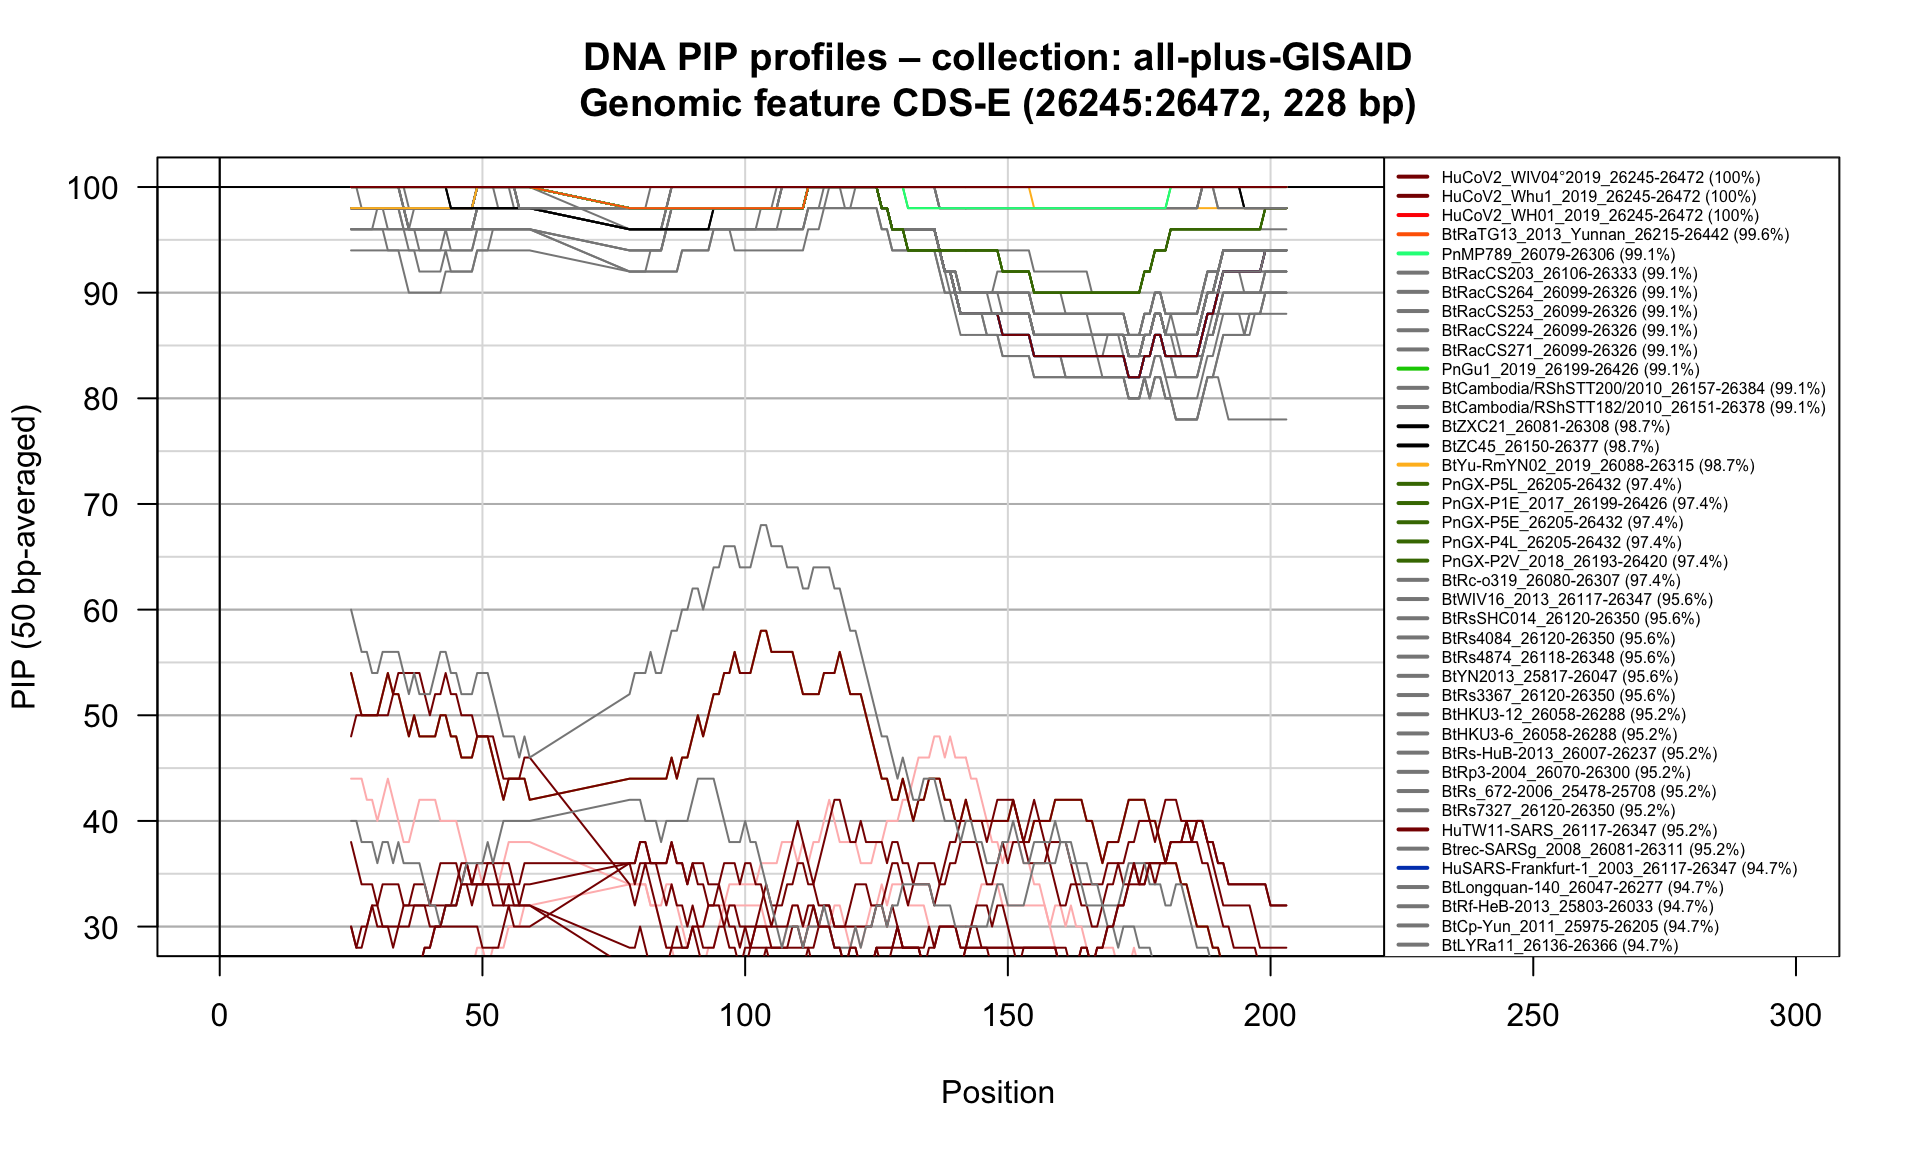 DNA PIP profiles – collection: all-plus-GISAID
Genomic feature CDS-E (26245:26472, 228 bp)
PIP (50 bp-averaged)
100
90
80
70
60
50
40
30
0
50
100
150
200
250
300
Position
HuCoV2_WIV04°2019_26245-26472 (100%)
HuCoV2_Whu1_2019_26245-26472 (100%)
HuCoV2_WH01_2019_26245-26472 (100%)
BtRaTG13_2013_Yunnan_26215-26442 (99.6%)
PnMP789_26079-26306 (99.1%)
BtRacCS203_26106-26333 (99.1%)
BtRacCS264_26099-26326 (99.1%)
BtRacCS253_26099-26326 (99.1%)
BtRacCS224_26099-26326 (99.1%)
BtRacCS271_26099-26326 (99.1%)
PnGu1_2019_26199-26426 (99.1%)
BtCambodia/RShSTT200/2010_26157-26384 (99.1%)
BtCambodia/RShSTT182/2010_26151-26378 (99.1%)
BtZXC21_26081-26308 (98.7%)
BtZC45_26150-26377 (98.7%)
BtYu-RmYN02_2019_26088-26315 (98.7%)
PnGX-P5L_26205-26432 (97.4%)
PnGX-P1E_2017_26199-26426 (97.4%)
PnGX-P5E_26205-26432 (97.4%)
PnGX-P4L_26205-26432 (97.4%)
PnGX-P2V_2018_26193-26420 (97.4%)
BtRc-o319_26080-26307 (97.4%)
BtWIV16_2013_26117-26347 (95.6%)
BtRsSHC014_26120-26350 (95.6%)
BtRs4084_26120-26350 (95.6%)
BtRs4874_26118-26348 (95.6%)
BtYN2013_25817-26047 (95.6%)
BtRs3367_26120-26350 (95.6%)
BtHKU3-12_26058-26288 (95.2%)
BtHKU3-6_26058-26288 (95.2%)
BtRs-HuB-2013_26007-26237 (95.2%)
BtRp3-2004_26070-26300 (95.2%)
BtRs_672-2006_25478-25708 (95.2%)
BtRs7327_26120-26350 (95.2%)
HuTW11-SARS_26117-26347 (95.2%)
Btrec-SARSg_2008_26081-26311 (95.2%)
HuSARS-Frankfurt-1_2003_26117-26347 (94.7%)
BtLongquan-140_26047-26277 (94.7%)
BtRf-HeB-2013_25803-26033 (94.7%)
BtCp-Yun_2011_25975-26205 (94.7%)
BtLYRa11_26136-26366 (94.7%)